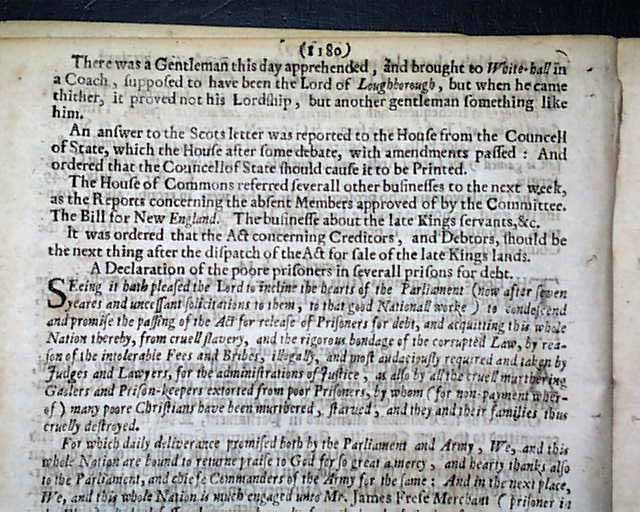 (1180)
There was a Gentleman this day apprehended, and brought to White-hall in
a Coach, supposed to have been the Lord of Loughborough, but when he came
thither, it proved not his Lordship, but another gentleman something like
him.
An answer to the Scots letter was reported to the House from the Councell
of State, which the House after some debate, with amendments passed: And
ordered that the Councell of State should cause it to be Printed.
The House of Commons referred severall other businesses to the next week,
as the Reports concerning the absent Members approved of by the Committee.
The Bill for New England. The businesse about the late Kings servants, &c.
It was ordered that the Act concerning Creditors, and Debtors, should be
the next thing after the dispatch of the Act for sale of the late Kings lands.
A Declaration of the poore prisoners in severall prisons for debt.
SEeing it hath pleased the Lord to incline the hearts of the Parliament (now after seven
yeares and uncessant solicitations to them, to that good Nationall worke) to condescend
and promise the passing of the Act for release of Prisoners for debt, and acquitting this whole
Nation thereby, from cruell slavery, and the rigorous bondage of the corrupted Law, by rea-
son of the intolerable Fees and Bribes, illegally, and most audaciously required and taken by
Judges and Lawyers, for the administrations of Justice, as also by all the cruell murthering
Gaolers and Prison-keepers extorted from poor Prisoners, by whom (for non-payment wher-
of) many poore Christians have been murthered, starved, and they and their families thus
cruelly destroyed.
For which daily deliverance promised both by the Parliament and Army, We, and this
whole Nation are bound to returne praise to God for so great a mercy, and hearty thanks also
to the Parliament, and chiefe Commanders of the Army for the same: And in the next place,
We, and this whole Nation is much engaged unto Mr. James Frese Merchant (prisoner in